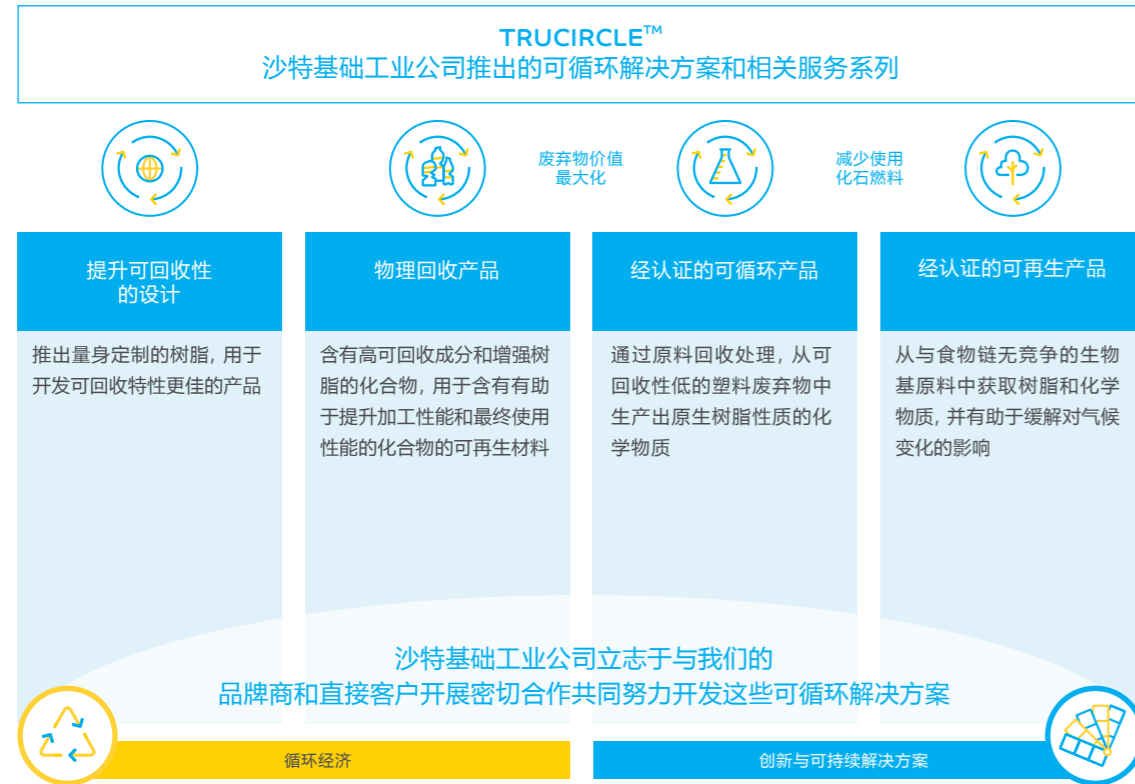 TRUCIRCLE™
沙特基础工业公司推出的可循环解决方案和相关服务系列
废弃物价值
最大化
减少使用
化石燃料
提升可回收性
的设计
推出量身定制的树脂, 用于
开发可回收特性更佳的产品
物理回收产品
含有高可回收成分和增强树
脂的化合物, 用于含有有助
于提升加工性能和最终使用
性能的化合物的可再生材料
经认证的可循环产品
通过原料回收处理, 从可
回收性低的塑料废弃物中
生产出原生树脂性质的化
学物质
经认证的可再生产品
从与食物链无竞争的生物
基原料中获取树脂和化学
物质, 并有助于缓解对气候
变化的影响
沙特基础工业公司立志于与我们的
品牌商和直接客户开展密切合作共同努力开发这些可循环解决方案
循环经济
创新与可持续解决方案